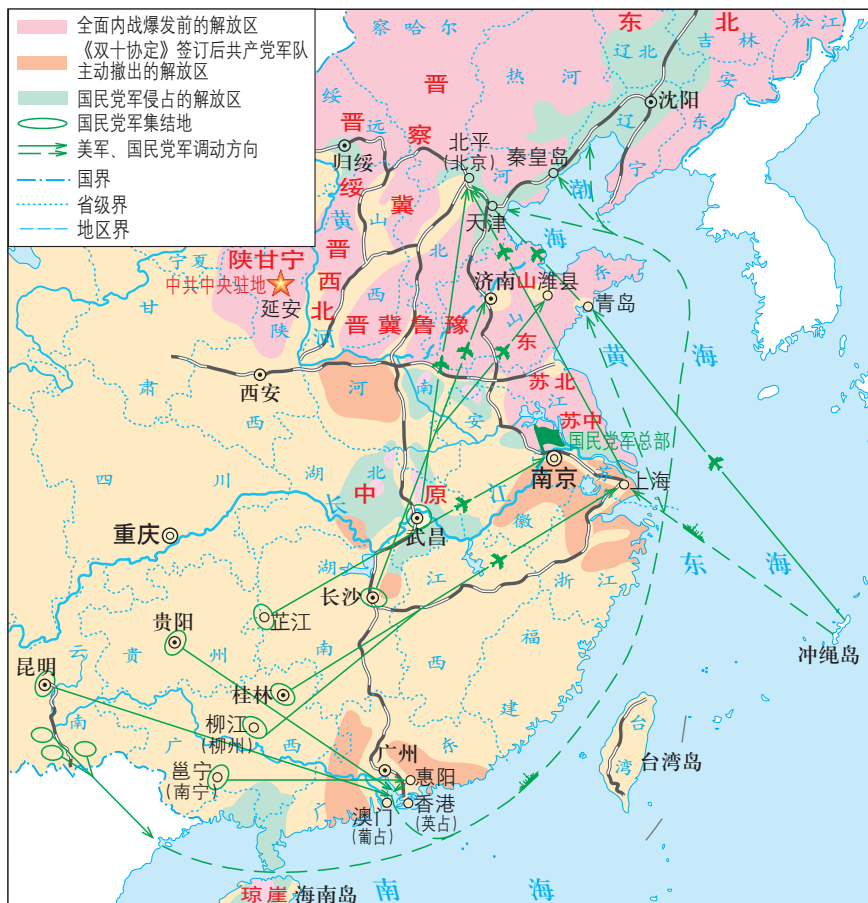 全面内战爆发前的解放区
《双十协定》签订后共产党军队
主动撤出的解放区
国民党军侵占的解放区
国民党军集结地
美军、国民党军调动方向
国界
省级界
地区界
察哈尔
东北
松江
辽北
吉林
热河
安
晋
绥
远
晋
察
沈阳
辽
东
北平
(北京)
秦皇岛
归绥
河
宁
绥
冀
渤
黄
山
天津
海
宁夏
陕甘宁
晋
北
中共中央驻地
西
济南
山
潍县
东
甘
延安
西
青岛
陕
北
山
河
晋冀鲁豫
东
黄海
肃
西安
河
南
苏北
江
苏中
西
安
国民党军总部
四川
湖
北
南京
苏
上海
中原
长
江
徽
重庆
武昌
东海
湖
江
浙江
长沙
贵阳
芷江
冲绳岛
云
贵州
南
西
福
昆明
桂林
建
南
柳江
(柳州)
台
湾
台湾岛
广
西
广州
东
邕宁
(南宁)
惠阳
广
澳门
(葡占)
香港
(英占)
琼崖
海南岛
南海